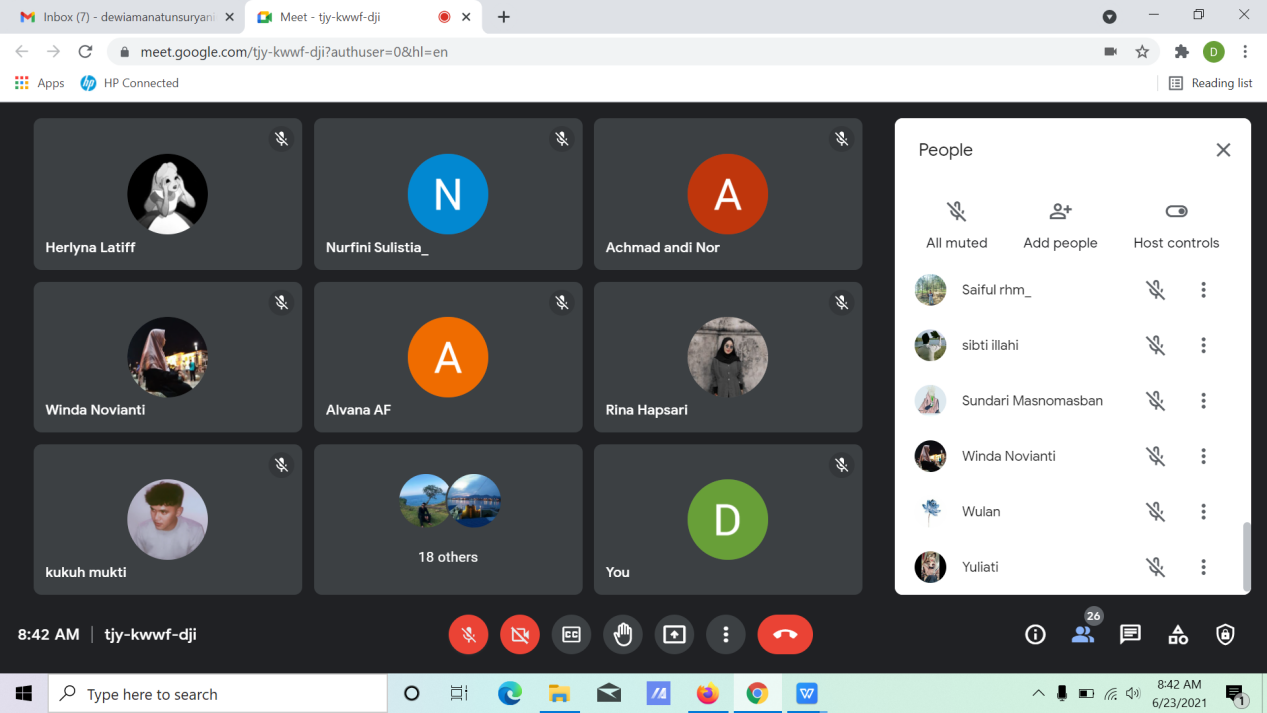 Inbox (7) - dewiamanatunsuryani
Meet - tjy-kwwf-dji
meet.google.com/tjy-kwwf-dji?authuser=0&hl=en
D
Apps
HP Connected
Reading list
Herlyna Latiff
N
Nurfini Sulistia_
A
Achmad andi Nor
Winda Novianti
A
Alvana AF
Rina Hapsari
kukuh mukti
18 others
D
You
People
All muted
Add people
Host controls
Saiful rhm_
sibti illahi
Sundari Masnomasban
Winda Novianti
Wulan
Yuliati
8:42 AM | tjy-kwwf-dji
CC
26
Type here to search
W
8:42 AM
6/23/2021
1